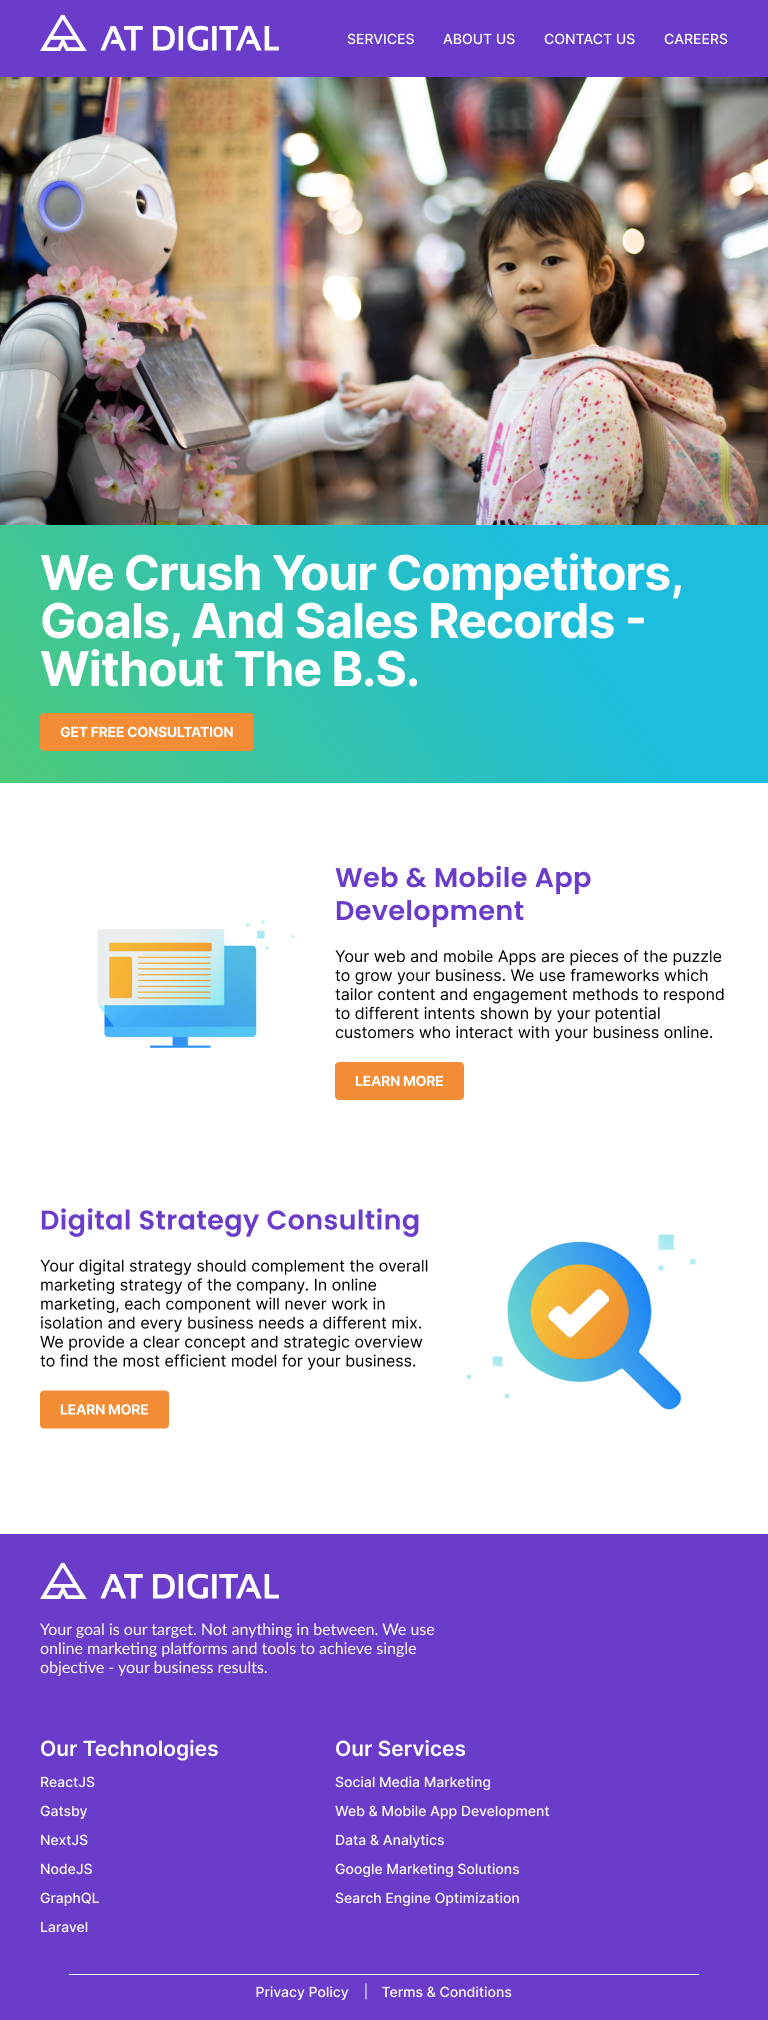 AT DIGITAL
SERVICES ABOUT US CONTACT US CAREERS
We Crush Your Competitors,
Goals, And Sales Records -
Without The B.S.
GET FREE CONSULTATION
Web & Mobile App
Development
Your web and mobile Apps are pieces of the puzzle
to grow your business. We use frameworks which
tailor content and engagement methods to respond
to different intents shown by your potential
customers who interact with your business online.
LEARN MORE
Digital Strategy Consulting
Your digital strategy should complement the overall
marketing strategy of the company. In online
marketing, each component will never work in
isolation and every business needs a different mix.
We provide a clear concept and strategic overview
to find the most efficient model for your business.
LEARN MORE
AT DIGITAL
Your goal is our target. Not anything in between. We use
online marketing platforms and tools to achieve single
objective - your business results.
Our Technologies
ReactJS
Gatsby
NextJS
NodeJS
GraphQL
Laravel
Our Services
Social Media Marketing
Web & Mobile App Development
Data & Analytics
Google Marketing Solutions
Search Engine Optimization
Privacy Policy | Terms & Conditions